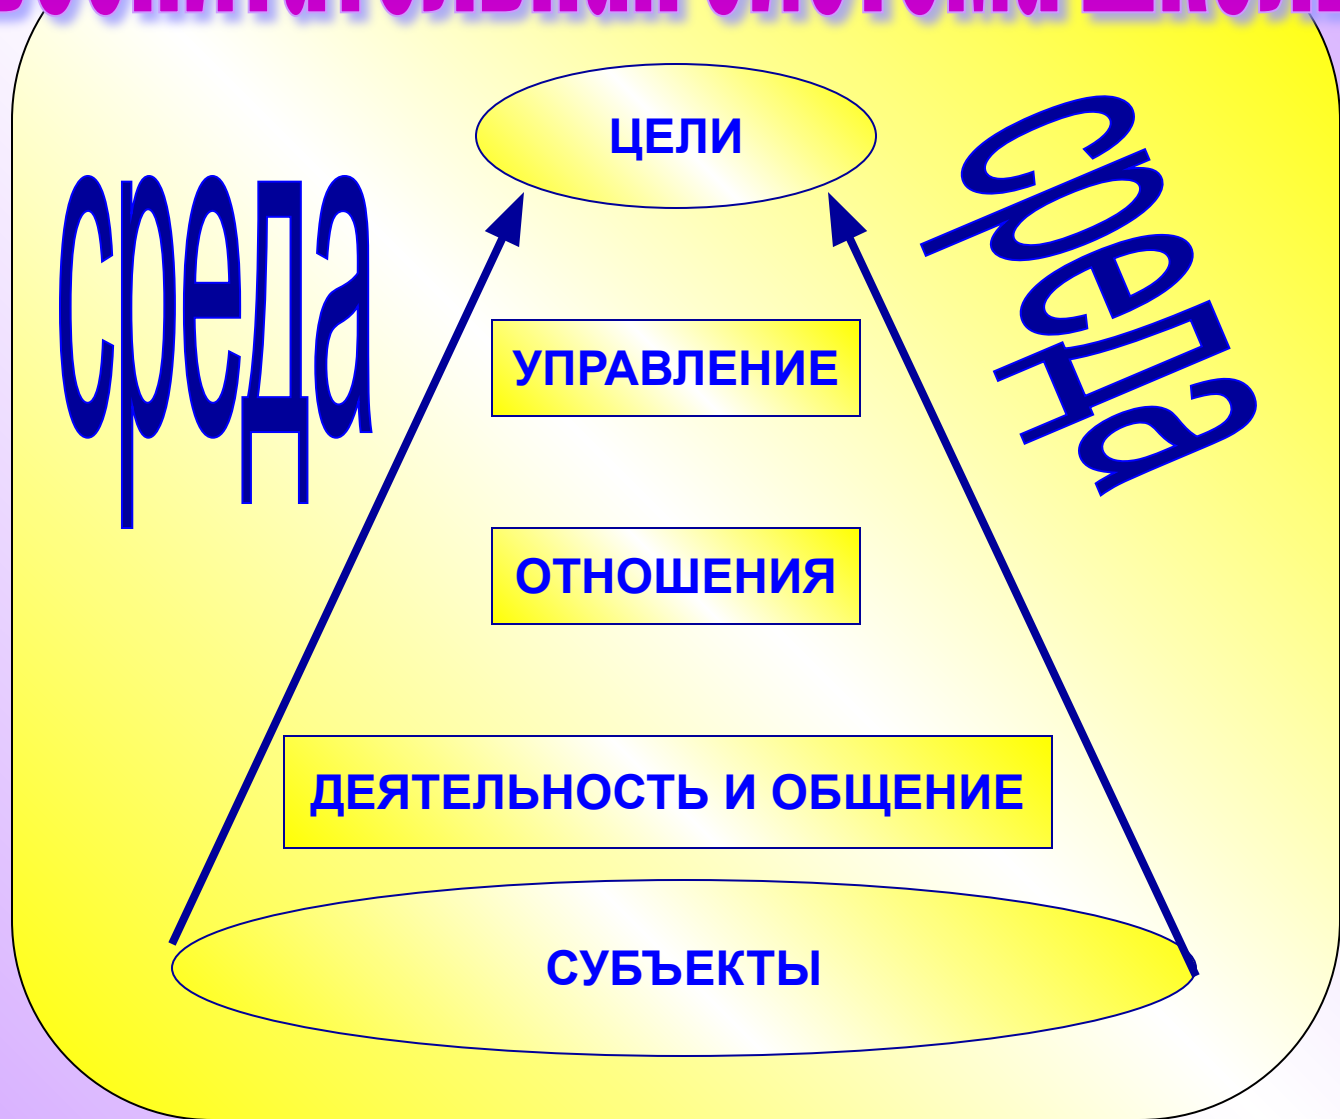 ЦЕЛИ
среда
среда
УПРАВЛЕНИЕ
ОТНОШЕНИЯ
ДЕЯТЕЛЬНОСТЬ И ОБЩЕНИЕ
СУБЪЕКТЫ